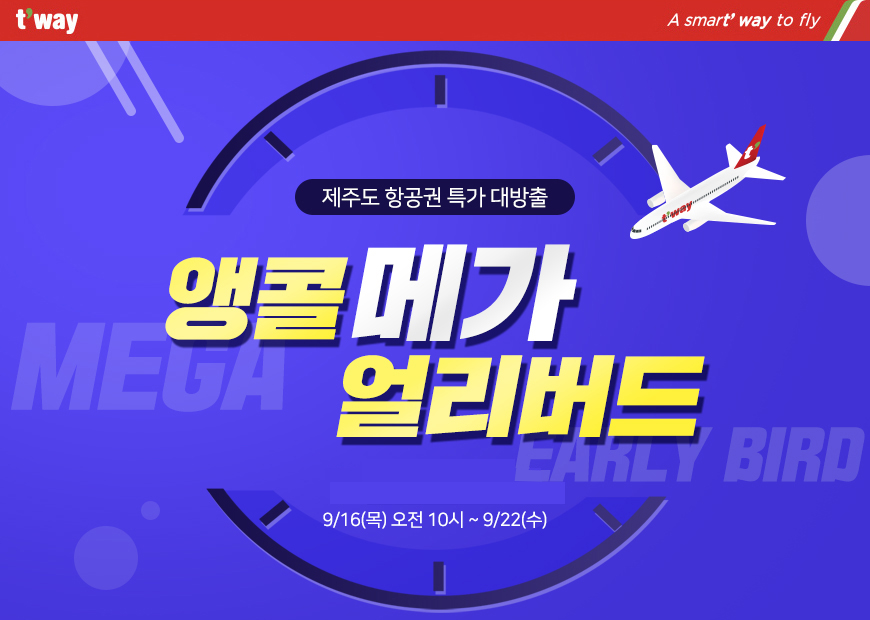 t'way
A smart' way to fly
제주도 항공권 특가 대방출
앵콜 메가
얼리버드
MEGA
EARLY BIRD
t'way
9/16(목) 오전 10시 ~ 9/22(수)